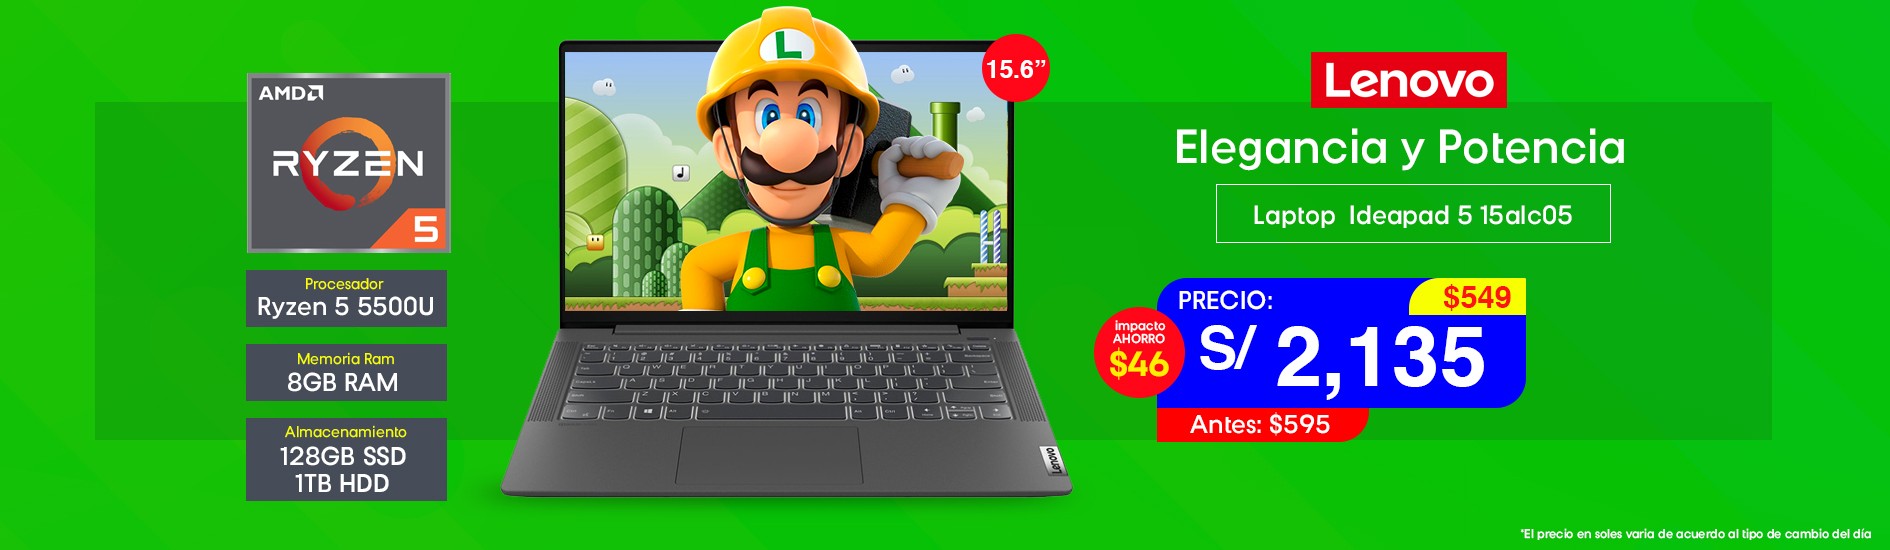 AMD
RYZEN
5
Procesador
Ryzen 5 5500U
Memoria Ram
8GB RAM
Almacenamiento
128GB SSD
1TB HDD
L
15.6”
Lenovo
Lenovo
Elegancia y Potencia
Laptop Ideapad 5 15alc05
PRECIO:
$549
S/ 2,135
impacto
AHORRO
$46
Antes: $595
*El precio en soles varia de acuerdo al tipo de cambio del día